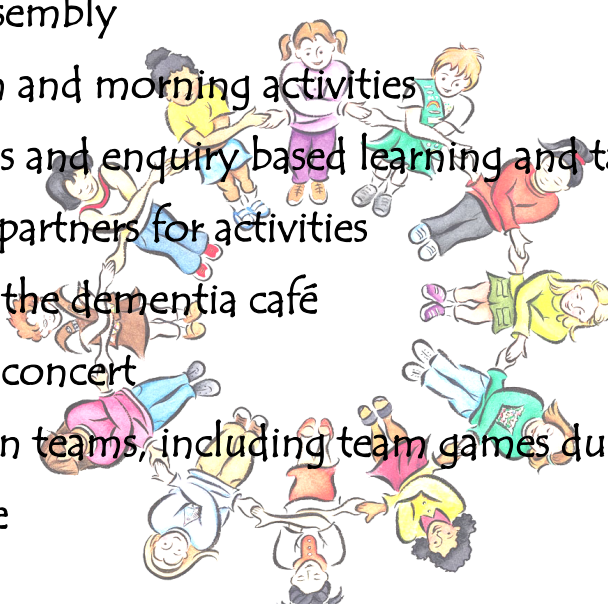 sembly
n and morning activities
s and enquiry based learning and ta
partners for activities
the dementia café
concert
n teams, including team games du
e